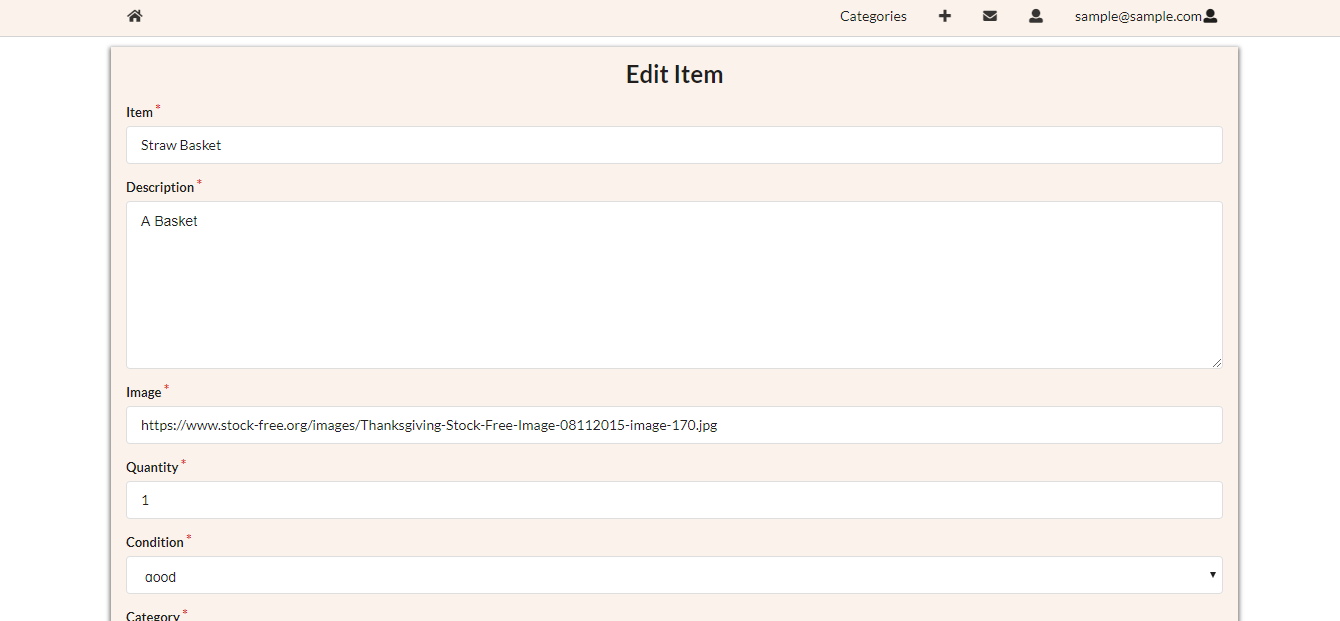 Categories sample@sample.com
Edit Item
Item *
Straw Basket
Description *
A Basket
Image *
https://www.stock-free.org/images/Thanksgiving-Stock-Free-Image-08112015-image-170.jpg
Quantity *
1
Condition *
good
Category *